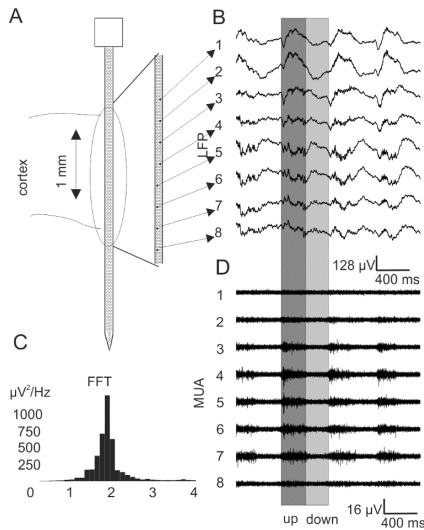 A
cortex
1 mm
B
LFP
1
2
3
4
5
6
7
8
128 µV
400 ms
C
FFT
µV²/Hz
1000
750
500
250
0 1 2 3 4
D
MUA
1
2
3
4
5
6
7
8
up down
16 µV
400 ms